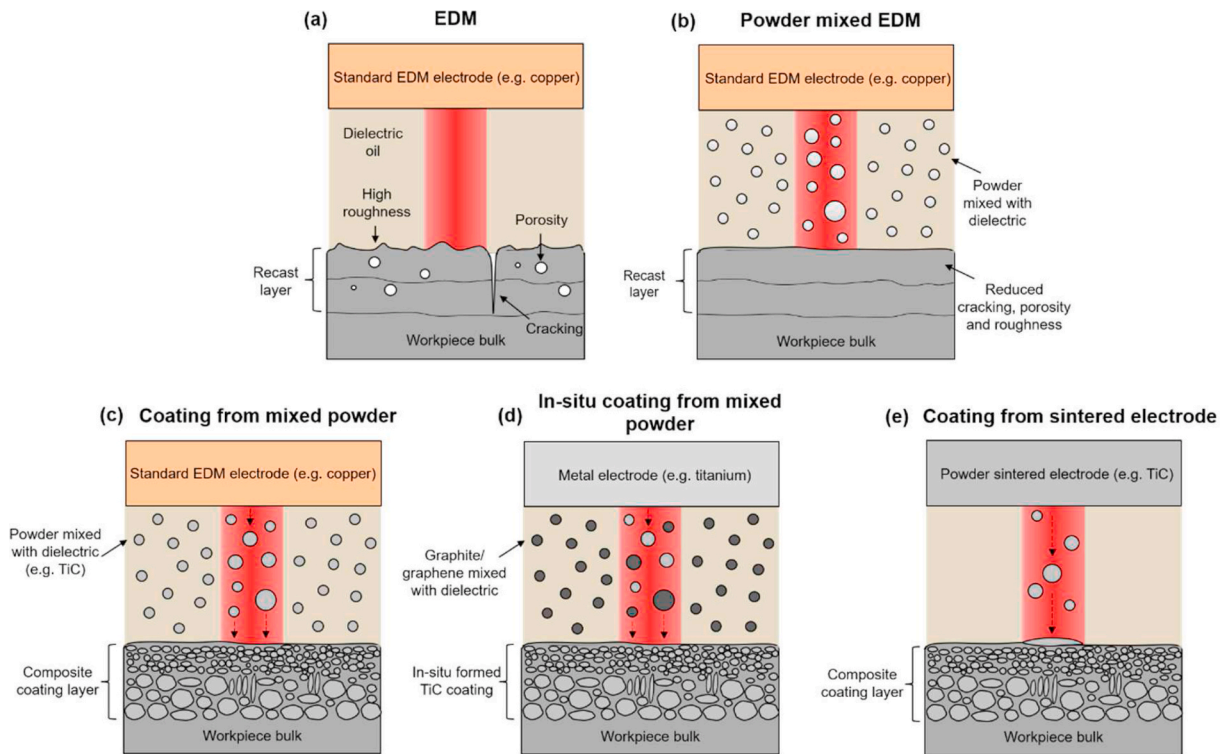 (a)
EDM
Standard EDM electrode (e.g. copper)
Dielectric
oil
High
roughness
Porosity
Recast
layer
Cracking
Workpiece bulk
(b)
Powder mixed EDM
Standard EDM electrode (e.g. copper)
Powder
mixed with
dielectric
Recast
layer
Reduced
cracking, porosity
and roughness
Workpiece bulk
(c)
Coating from mixed powder
Standard EDM electrode (e.g. copper)
Powder mixed
with dielectric
(e.g. TiC)
Composite
coating layer
Workpiece bulk
(d)
In-situ coating from mixed
powder
Metal electrode (e.g. titanium)
Graphite/
graphene mixed
with dielectric
In-situ formed
TiC coating
Workpiece bulk
(e)
Coating from sintered electrode
Powder sintered electrode (e.g. TiC)
Composite
coating layer
Workpiece bulk